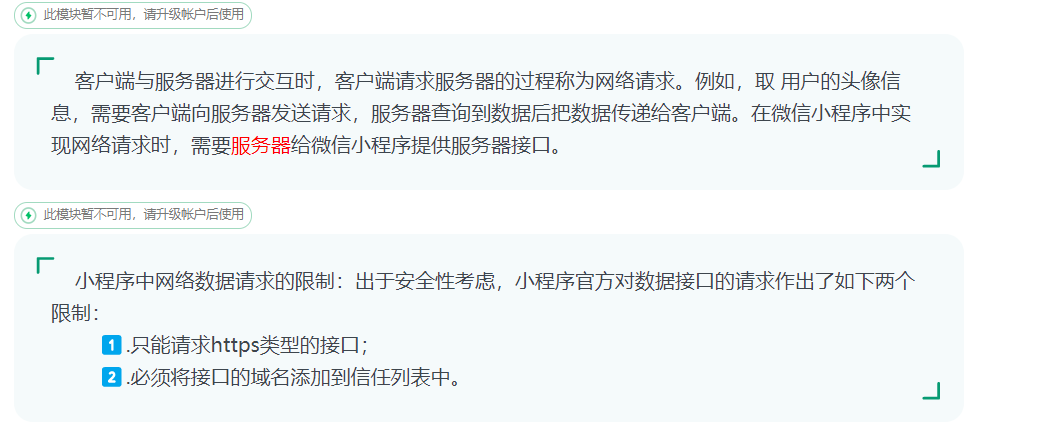 此模块暂不可用，请升级帐户后使用
客户端与服务器进行交互时，客户端请求服务器的过程称为网络请求。例如，取 用户的头像信
息，需要客户端向服务器发送请求，服务器查询到数据后把数据传递给客户端。在微信小程序中实
现网络请求时，需要服务器给微信小程序提供服务器接口。
此模块暂不可用，请升级帐户后使用
小程序中网络数据请求的限制：出于安全性考虑，小程序官方对数据接口的请求作出了如下两个
限制：
1 .只能请求https类型的接口；
2 .必须将接口的域名添加到信任列表中。